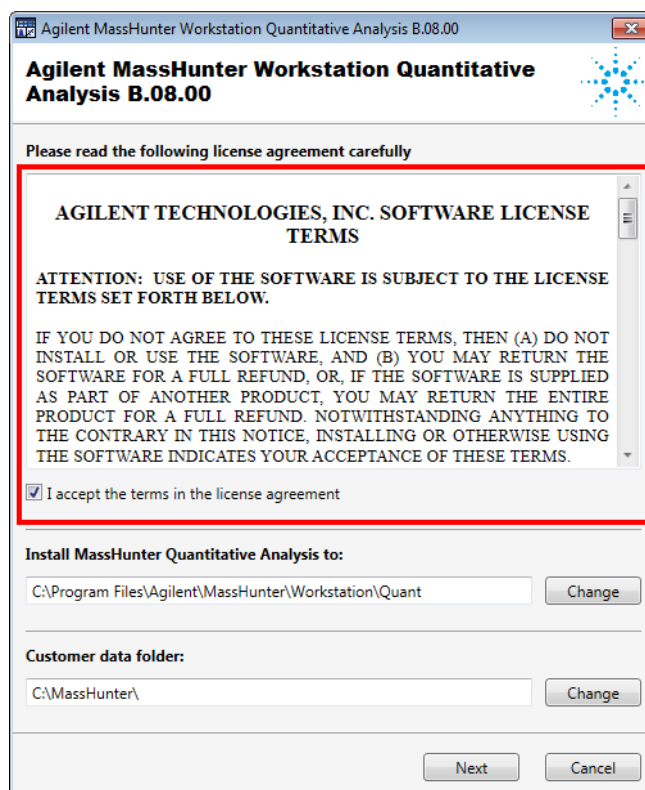 Agilent MassHunter Workstation Quantitative Analysis B.08.00
Agilent MassHunter Workstation Quantitative
Analysis B.08.00
Please read the following license agreement carefully
AGILENT TECHNOLOGIES, INC. SOFTWARE LICENSE
TERMS
ATTENTION: USE OF THE SOFTWARE IS SUBJECT TO THE LICENSE
TERMS SET FORTH BELOW.
IF YOU DO NOT AGREE TO THESE LICENSE TERMS, THEN (A) DO NOT
INSTALL OR USE THE SOFTWARE, AND (B) YOU MAY RETURN THE
SOFTWARE FOR A FULL REFUND, OR, IF THE SOFTWARE IS SUPPLIED
AS PART OF ANOTHER PRODUCT, YOU MAY RETURN THE ENTIRE
PRODUCT FOR A FULL REFUND. NOTWITHSTANDING ANYTHING TO
THE CONTRARY IN THIS NOTICE, INSTALLING OR OTHERWISE USING
THE SOFTWARE INDICATES YOUR ACCEPTANCE OF THESE TERMS.
I accept the terms in the license agreement
Install MassHunter Quantitative Analysis to:
C:\Program Files\Agilent\MassHunter\Workstation\Quant
Change
Customer data folder:
C:\MassHunter\
Change
Next
Cancel